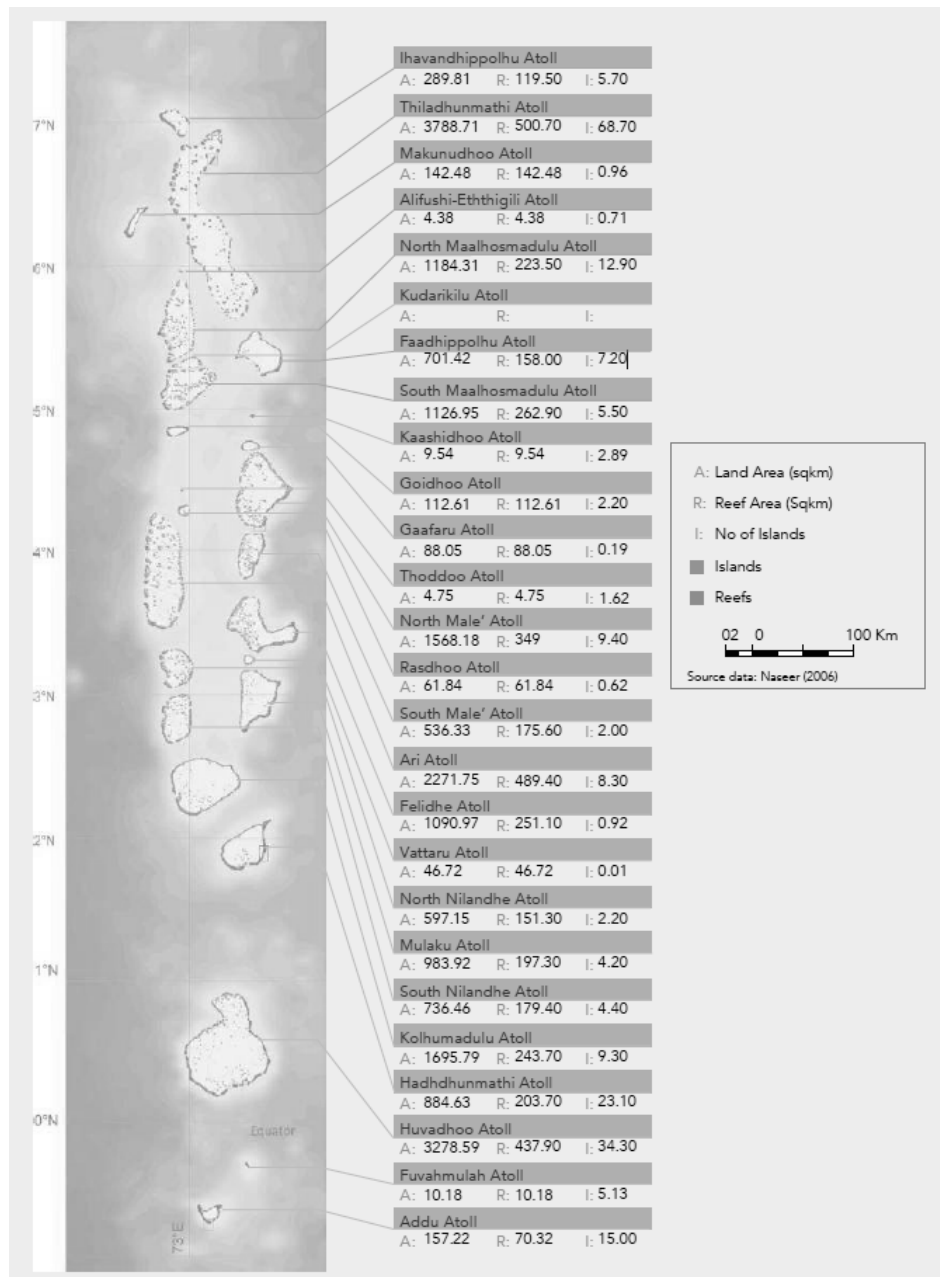 Ihavandhippolhu Atoll
A: 289.81 R: 119.50 I: 5.70
Thiladhunmathi Atoll
A: 3788.71 R: 500.70 I: 68.70
Makunudhoo Atoll
A: 142.48 R: 142.48 I: 0.96
Alifushi-Eththigili Atoll
A: 4.38 R: 4.38 I: 0.71
North Maalhosmadulu Atoll
A: 1184.31 R: 223.50 I: 12.90
Kudarikilu Atoll
A: R: I:
Faadhippolhu Atoll
A: 701.42 R: 158.00 I: 7.20
South Maalhosmadulu Atoll
A: 1126.95 R: 262.90 I: 5.50
Kaashidhoo Atoll
A: 9.54 R: 9.54 I: 2.89
Goidhoo Atoll
A: 112.61 R: 112.61 I: 2.20
Gaafaru Atoll
A: 88.05 R: 88.05 I: 0.19
Thoddoo Atoll
A: 4.75 R: 4.75 I: 1.62
North Male' Atoll
A: 1568.18 R: 349 I: 9.40
Rasdhoo Atoll
A: 61.84 R: 61.84 I: 0.62
South Male' Atoll
A: 536.33 R: 175.60 I: 2.00
Ari Atoll
A: 2271.75 R: 489.40 I: 8.30
Felidhe Atoll
A: 1090.97 R: 251.10 I: 0.92
Vattaru Atoll
A: 46.72 R: 46.72 I: 0.01
North Nilandhe Atoll
A: 597.15 R: 151.30 I: 2.20
Mulaku Atoll
A: 983.92 R: 197.30 I: 4.20
South Nilandhe Atoll
A: 736.46 R: 179.40 I: 4.40
Kolhumadulu Atoll
A: 1695.79 R: 243.70 I: 9.30
Hadhdhunmathi Atoll
A: 884.63 R: 203.70 I: 23.10
Huvadhoo Atoll
A: 3278.59 R: 437.90 I: 34.30
Fuvahmulah Atoll
A: 10.18 R: 10.18 I: 5.13
Addu Atoll
A: 157.22 R: 70.32 I: 15.00
7°N
6°N
5°N
4°N
3°N
2°N
1°N
0°N
Equator
73°E
A: Land Area (sqkm)
R: Reef Area (Sqkm)
I: No of Islands
Islands
Reefs
02 0 100 Km
Source data: Naseer (2006)